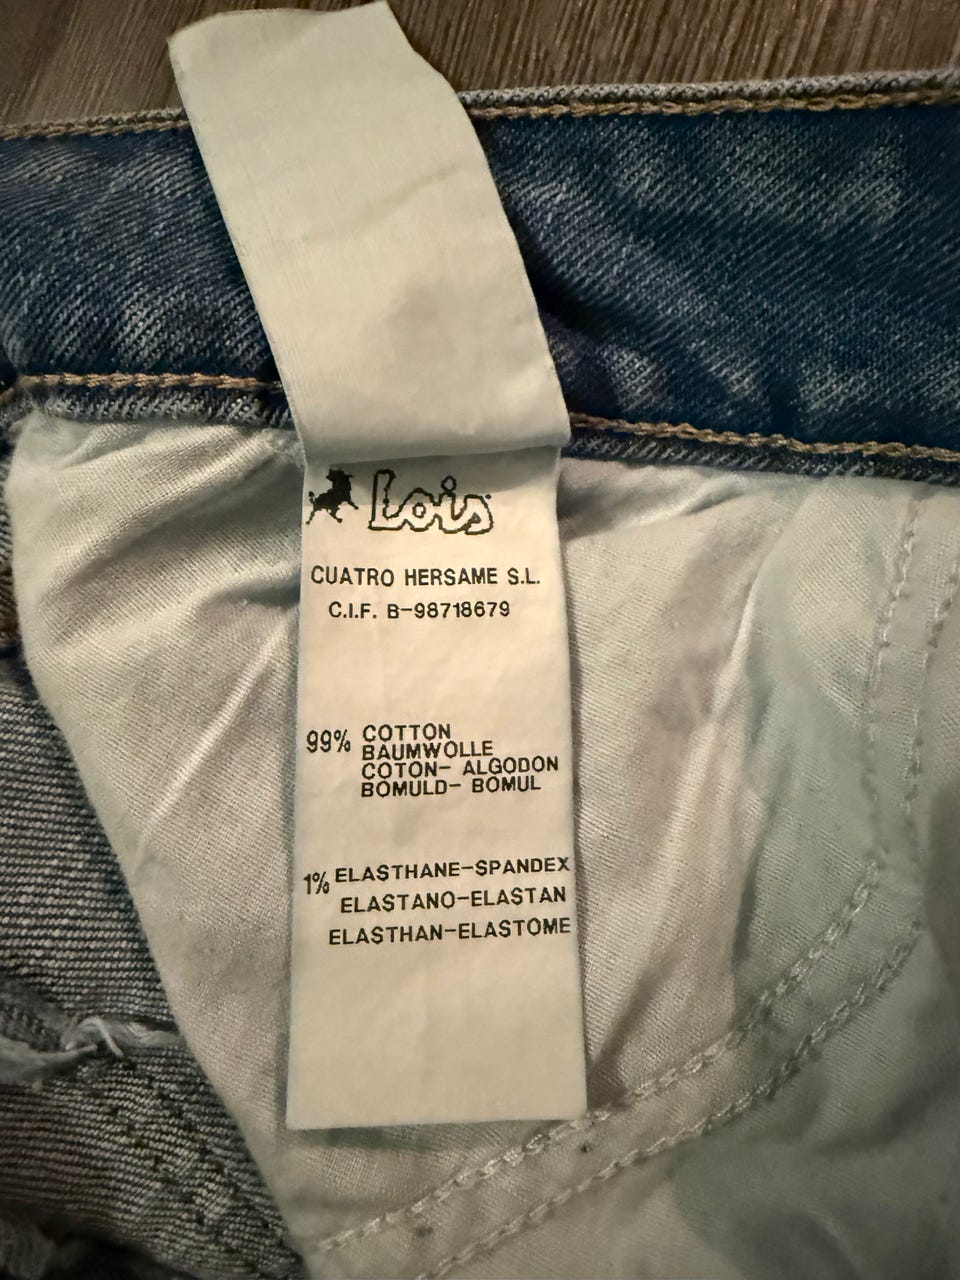 Lois
CUATRO HERSAME S.L.
C.I.F. B-98718679
99% COTTON
BAUMWOLLE
COTON- ALGODON
BOMULD- BOMUL
1% ELASTHANE-SPANDEX
ELASTANO-ELASTAN
ELASTHAN-ELASTOME